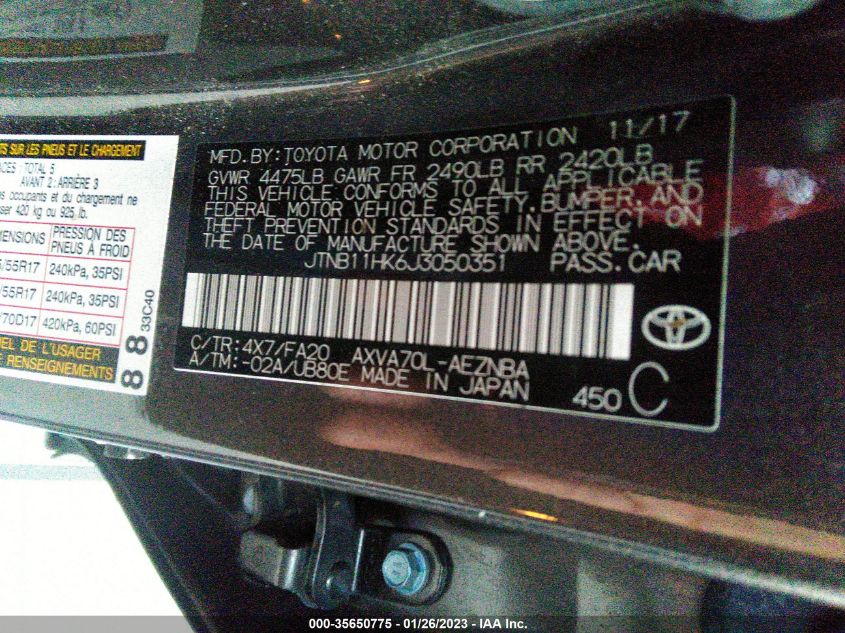 TS SUR LES PNEUS ET LE CHARGEMENT
ACES TOTAL 5
AVANT 2 : ARRIÈRE 3
es occupants et du chargement ne
sser 420 kg ou 925 lb.
MENSIONS PRESSION DES PNEUS À FROID
/55R17 240kPa, 35PSI
/55R17 240kPa, 35PSI
/70D17 420kPa, 60PSI
EL DE L'USAGER
RENSEIGNEMENTS
8 8 33C40
MFD.BY: TOYOTA MOTOR CORPORATION 11/17
GVWR 4475LB GAWR FR 2490LB RR 2420LB
THIS VEHICLE CONFORMS TO ALL APPLICABLE
FEDERAL MOTOR VEHICLE SAFETY, BUMPER, AND
THEFT PREVENTION STANDARDS IN EFFECT ON
THE DATE OF MANUFACTURE SHOWN ABOVE.
JTNB11HK6J3050351 PASS.CAR
C/TR: 4X7/FA20 AXVA70L-AEZNBA
A/TM: -02A/UB80E MADE IN JAPAN
450 C
000-35650775 - 01/26/2023 - IAA Inc.